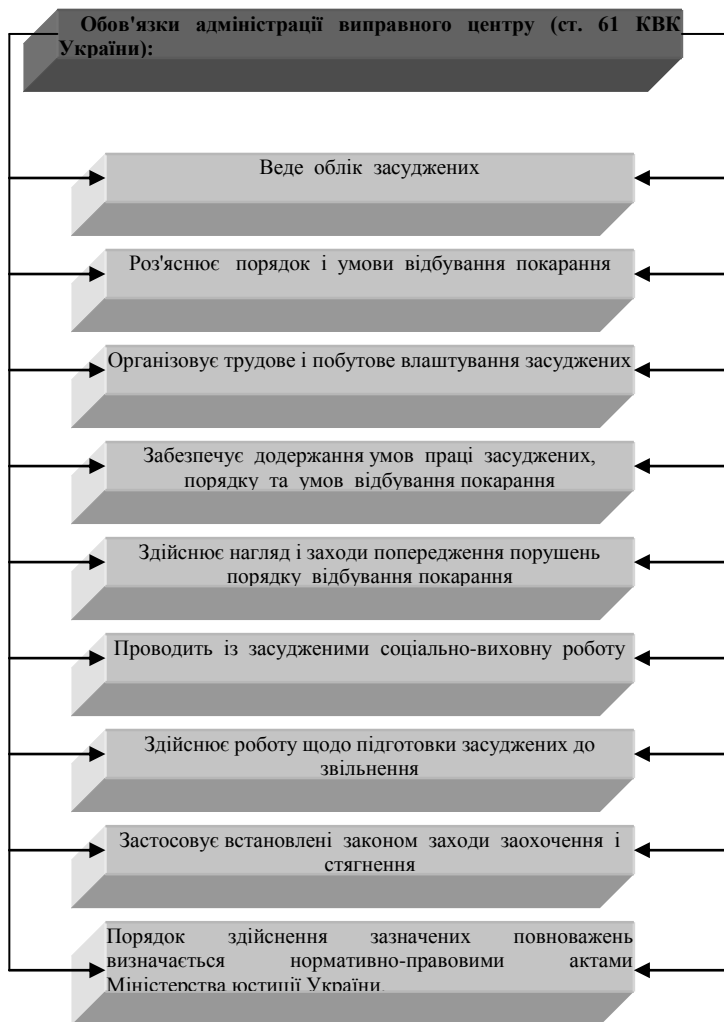 Обов'язки адміністрації виправного центру (ст. 61 КВК
України):
Веде облік засуджених
Роз'яснює порядок і умови відбування покарання
Організовує трудове і побутове влаштування засуджених
Забезпечує додержання умов праці засуджених,
порядку та умов відбування покарання
Здійснює нагляд і заходи попередження порушень
порядку відбування покарання
Проводить із засудженими соціально-виховну роботу
Здійснює роботу щодо підготовки засуджених до
звільнення
Застосовує встановлені законом заходи заохочення і
стягнення
Порядок здійснення зазначених повноважень
визначається нормативно-правовими актами
Міністерства юстиції України.